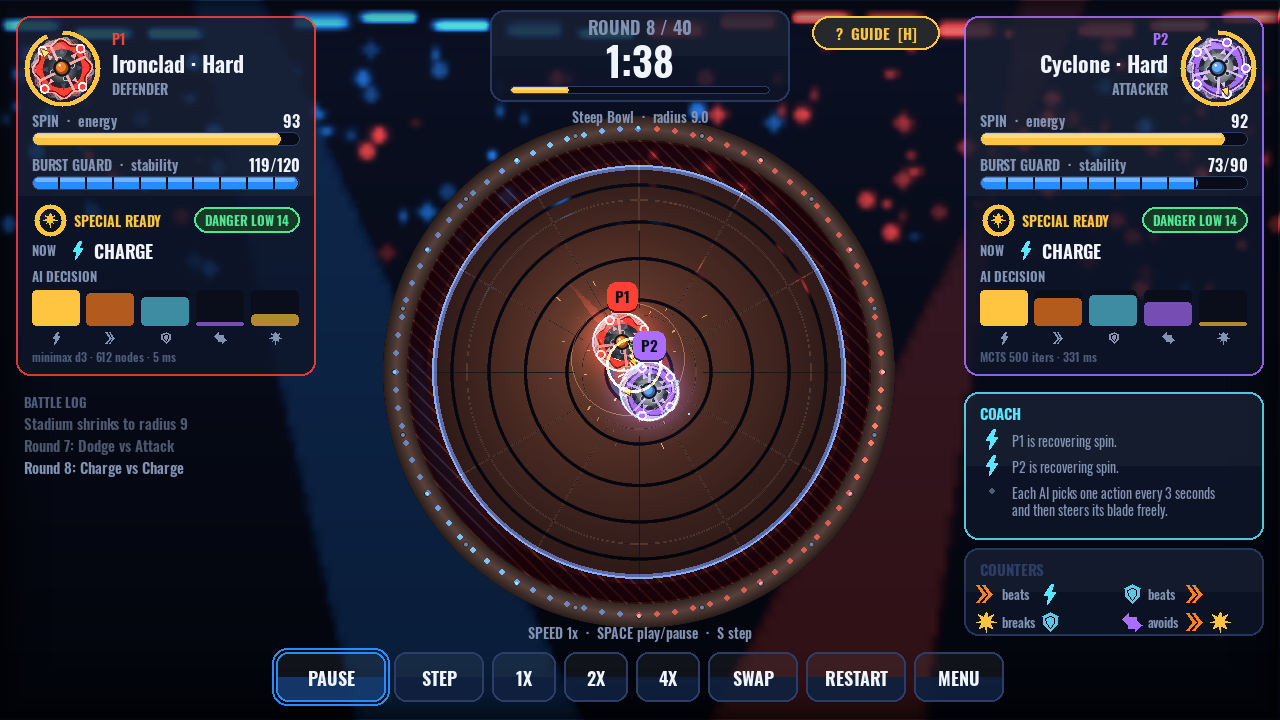 P1
Ironclad · Hard
DEFENDER
SPIN · energy 93
BURST GUARD · stability 119/120
SPECIAL READY DANGER LOW 14
NOW CHARGE
AI DECISION
minimax d3 · 612 nodes · 5 ms
BATTLE LOG
Stadium shrinks to radius 9
Round 7: Dodge vs Attack
Round 8: Charge vs Charge
ROUND 8 / 40
1:38
? GUIDE [H]
Steep Bowl · radius 9.0
P1
P2
SPEED 1x · SPACE play/pause · S step
P2
Cyclone · Hard
ATTACKER
SPIN · energy 92
BURST GUARD · stability 73/90
SPECIAL READY DANGER LOW 14
NOW CHARGE
AI DECISION
MCTS 500 iters · 331 ms
COACH
P1 is recovering spin.
P2 is recovering spin.
Each AI picks one action every 3 seconds
and then steers its blade freely.
COUNTERS
beats beats
breaks avoids
PAUSE STEP 1X 2X 4X SWAP RESTART MENU